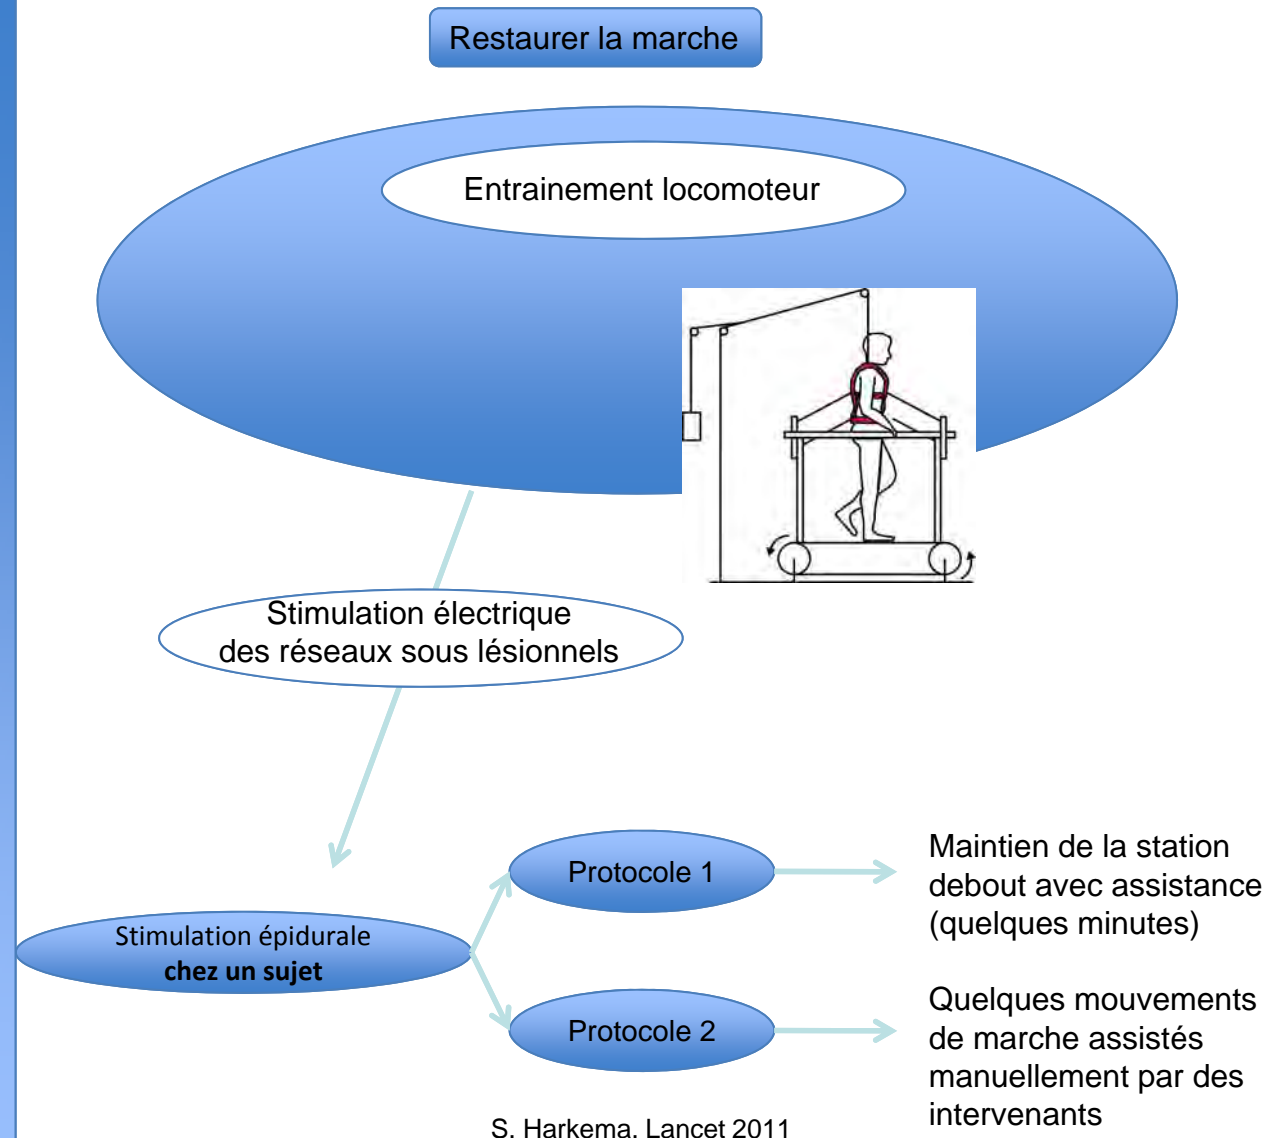 Restaurer la marche
Entrainement locomoteur
Stimulation électrique
des réseaux sous lésionnels
Stimulation épidurale
chez un sujet
Protocole 1
Maintien de la station
debout avec assistance
(quelques minutes)
Protocole 2
Quelques mouvements
de marche assistés
manuellement par des
intervenants
S. Harkema, Lancet 2011